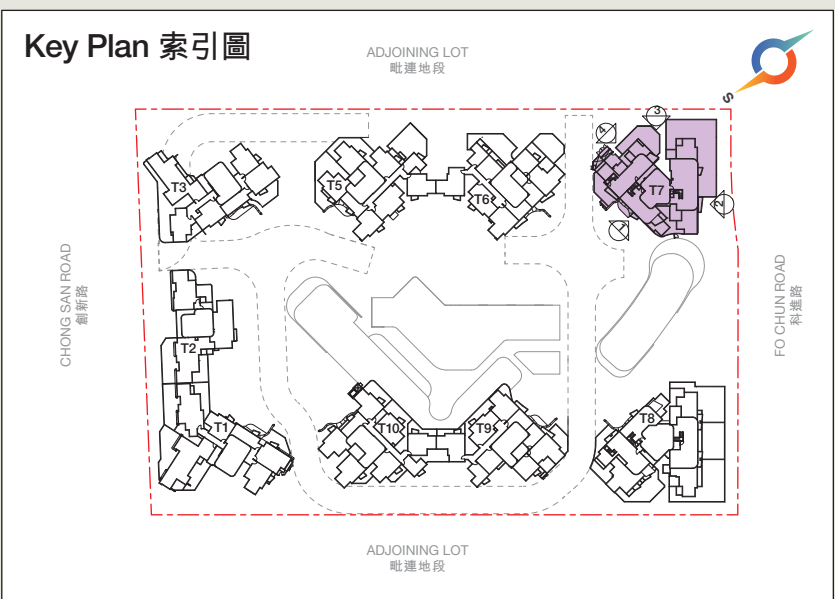 Key Plan 索引圖
ADJOINING LOT
毗連地段
S
3
4
T3
T5
T6
T7
2
1
CHONG SAN ROAD
創新路
FO CHUN ROAD
科進路
T2
T1
T10
T9
T8
ADJOINING LOT
毗連地段